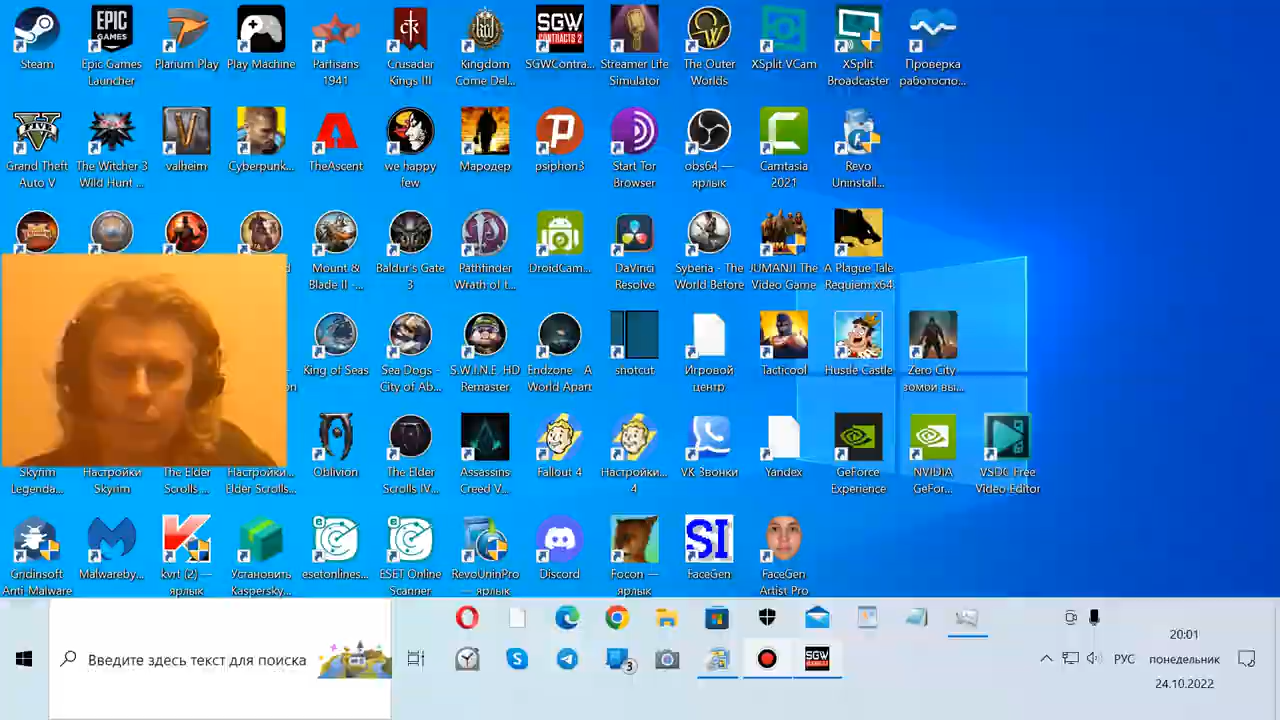 Steam
EPIC
GAMES
Epic Games
Launcher
Plarium Play
Play Machine
Partisans
1941
ck
Crusader
Kings III
Kingdom
Come Del...
SGW
CONTRACTS 2
SGWContra...
Streamer Life
Simulator
The Outer
Worlds
XSplit VCam
XSplit
Broadcaster
Проверка
работоспо...
Grand Theft
Auto V
The Witcher 3
Wild Hunt ...
valheim
Cyberpunk...
TheAscent
we happy
few
Мародер
psiphon3
Start Tor
Browser
obs64 —
ярлык
Camtasia
2021
Revo
Uninstall...
Mount &
Blade II -...
Baldur's Gate
3
Pathfinder
Wrath of t...
DroidCam...
DaVinci
Resolve
Syberia - The
World Before
JUMANJI The
Video Game
A Plague Tale
Requiem x64
King of Seas
Sea Dogs -
City of Ab...
S.W.I.N.E. HD
Remaster
Endzone - A
World Apart
snotcut
Игровой
центр
Tacticool
Hustle Castle
Zero City
зомби вы...
Skyrim
Legenda...
Настройки
Skyrim
The Elder
Scrolls ...
Настройки...
Elder Scrolls...
Oblivion
The Elder
Scrolls IV...
Assassins
Creed V...
Fallout 4
Настройки...
4
VK Звонки
Yandex
GeForce
Experience
NVIDIA
GeFor...
VSDC Free
Video Editor
Gridinsoft
Anti-Malware
Malwareby...
kvrt (2) —
ярлык
Установить
Kaspersky...
esetonlines...
ESET Online
Scanner
RevoUninPro
— ярлык
Discord
Focon —
ярлык
SI
FaceGen
FaceGen
Artist Pro
Введите здесь текст для поиска
3
SGW
РУС
20:01
понедельник
24.10.2022